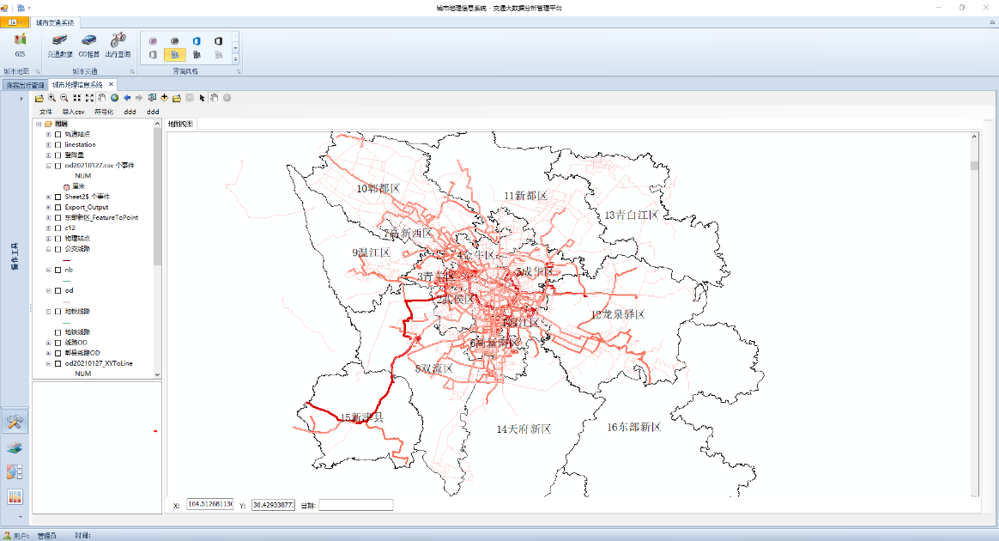 城市地理信息系统 - 交通大数据分析管理平台
城市交通系统
GIS
交通数据
OD推荐
出行查询
城市地图
城市交通
界面风格
乘客出行查询
城市地理信息系统
文件
导入csv
符号化
ddd
ddd
操作工具
图层
轨道站点
linestation
登降量
od20210127.csv 个事件
NUM
厘米
Sheet2$ 个事件
Export_Output
东部新区_FeatureToPoint
c12
物理站点
公交线路
nb
od
地铁线路
地铁线路
线路OD
郫县线路OD
od20210127_XYToLine
NUM
地图视图
10郫都区
11新都区
13青白江区
7高新西区
9温江区
4金牛区
3青羊区
5成华区
2武侯区
12龙泉驿区
1锦江区
6高新南区
8双流区
15新津县
14天府新区
16东部新区
X:
104.51268113
Y:
30.42933877
日期:
用户:
管理员
时间: